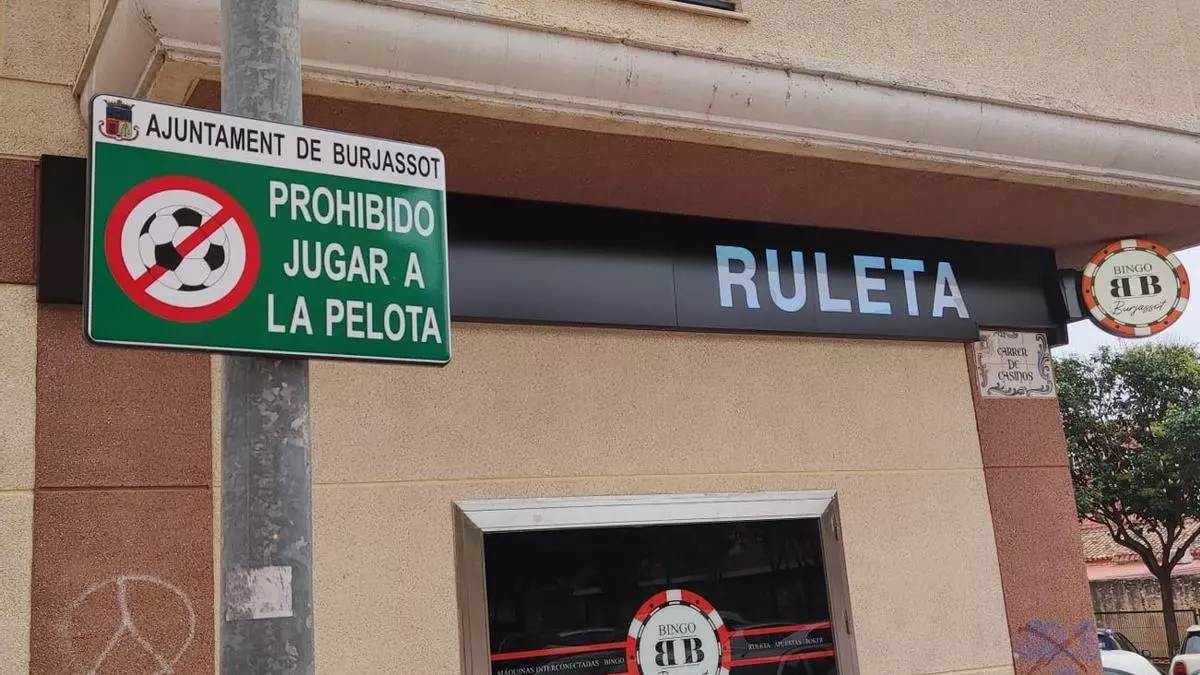 AJUNTAMENT DE BURJASSOT
PROHIBIDO
JUGAR A
LA PELOTA
RULETA
BINGO
BB
Burjassot
CARRER
DE
CASINOS
BINGO
BB
MÁQUINAS INTERCONECTADAS BINGO
RULETA APUESTAS POKER